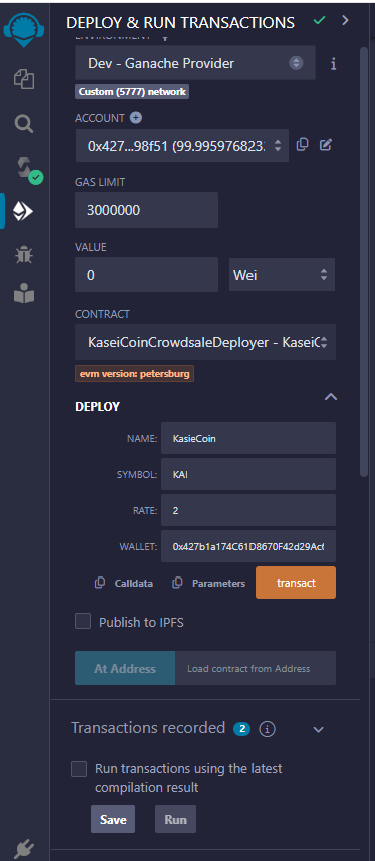 DEPLOY & RUN TRANSACTIONS
ENVIRONMENT
Dev - Ganache Provider
Custom (5777) network
ACCOUNT
0x427...98f51 (99.995976823
GAS LIMIT
3000000
VALUE
0 Wei
CONTRACT
KaseiCoinCrowdsaleDeployer - KaseiC
evm version: petersburg
DEPLOY
NAME: KasieCoin
SYMBOL: KAI
RATE: 2
WALLET: 0x427b1a174C61D8670F42d29Ac
Calldata Parameters transact
Publish to IPFS
At Address Load contract from Address
Transactions recorded 2 i
Run transactions using the latest
compilation result
Save Run